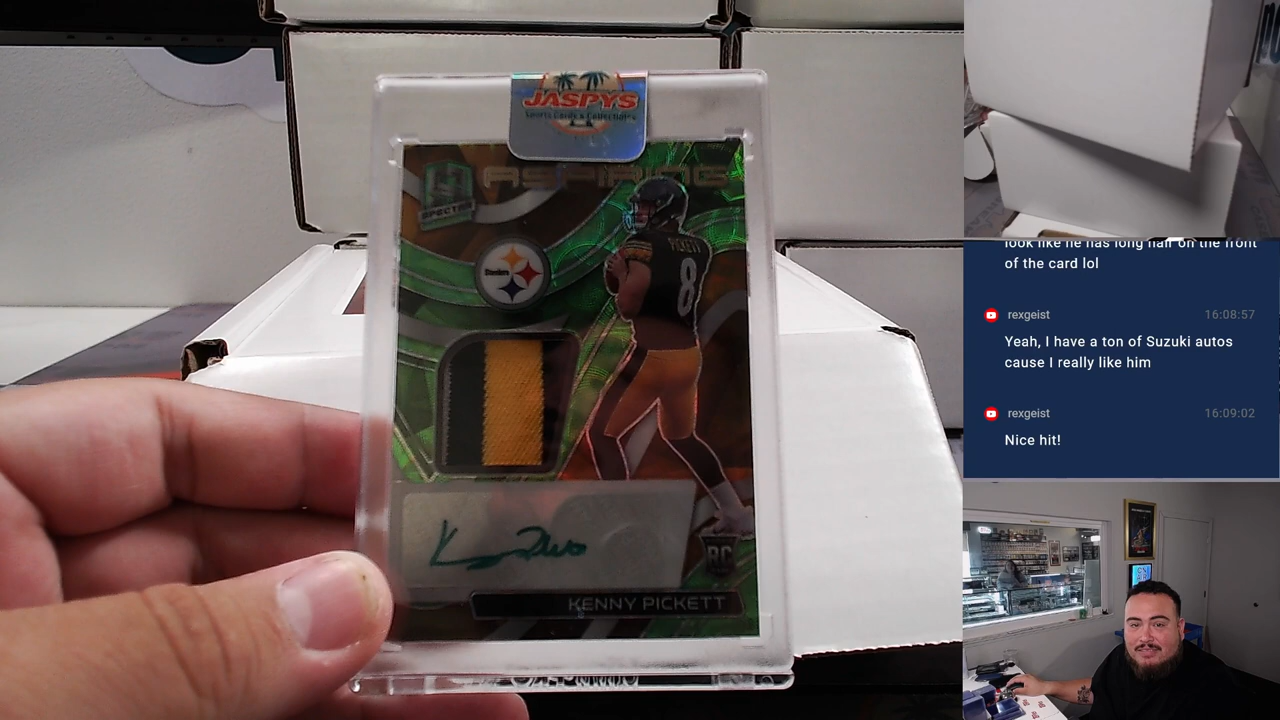 JASPYS
Sports Cards & Collectibles
ASPIRING
SPECTRA
Steelers
PICKETT
8
RC
KENNY PICKETT
look like he has long hair on the front
of the card lol
rexgeist 16:08:57
Yeah, I have a ton of Suzuki autos
cause I really like him
rexgeist 16:09:02
Nice hit!